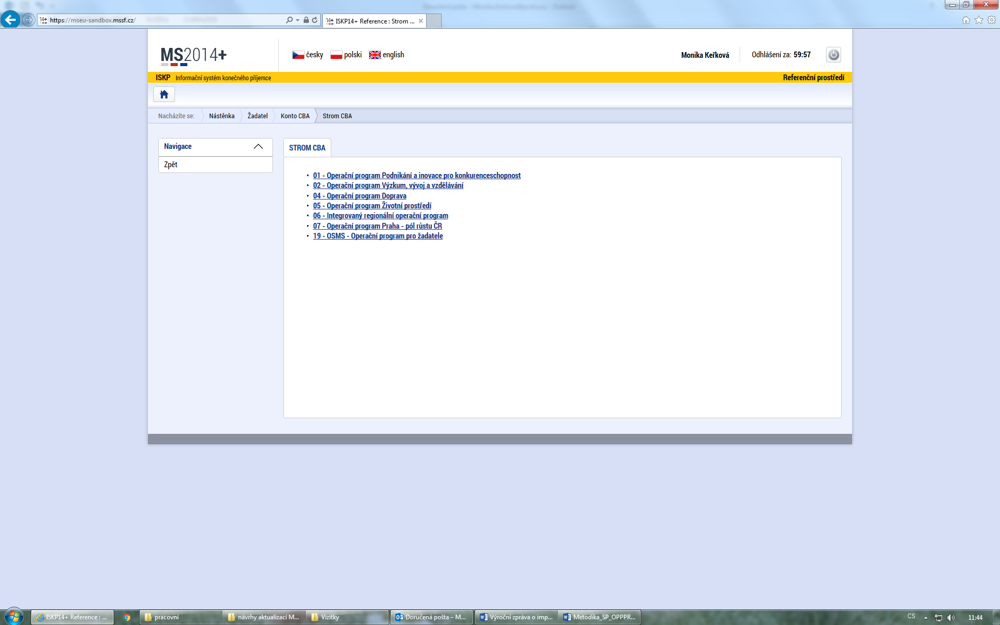 https://mseu-sandbox.mssf.cz/
14+ ISKP14+ Reference : Strom ...
MS2014+
česky polski english
Monika Keřková
Odhlášení za: 59:57
ISKP Informační systém konečného příjemce
Referenční prostředí
Nacházíte se: Nástěnka Žadatel Konto CBA Strom CBA
Navigace
Zpět
STROM CBA
• 01 - Operační program Podnikání a inovace pro konkurenceschopnost
• 02 - Operační program Výzkum, vývoj a vzdělávání
• 04 - Operační program Doprava
• 05 - Operační program Životní prostředí
• 06 - Integrovaný regionální operační program
• 07 - Operační program Praha - pól růstu ČR
• 19 - OSMS - Operační program pro žadatele
ISKP14+ Reference : ...
pracovní
návrhy aktualizací M...
Vizitky
Doručená pošta – M...
Výroční zpráva o imp...
Metodika_SP_OPPPR...
CS
11:44